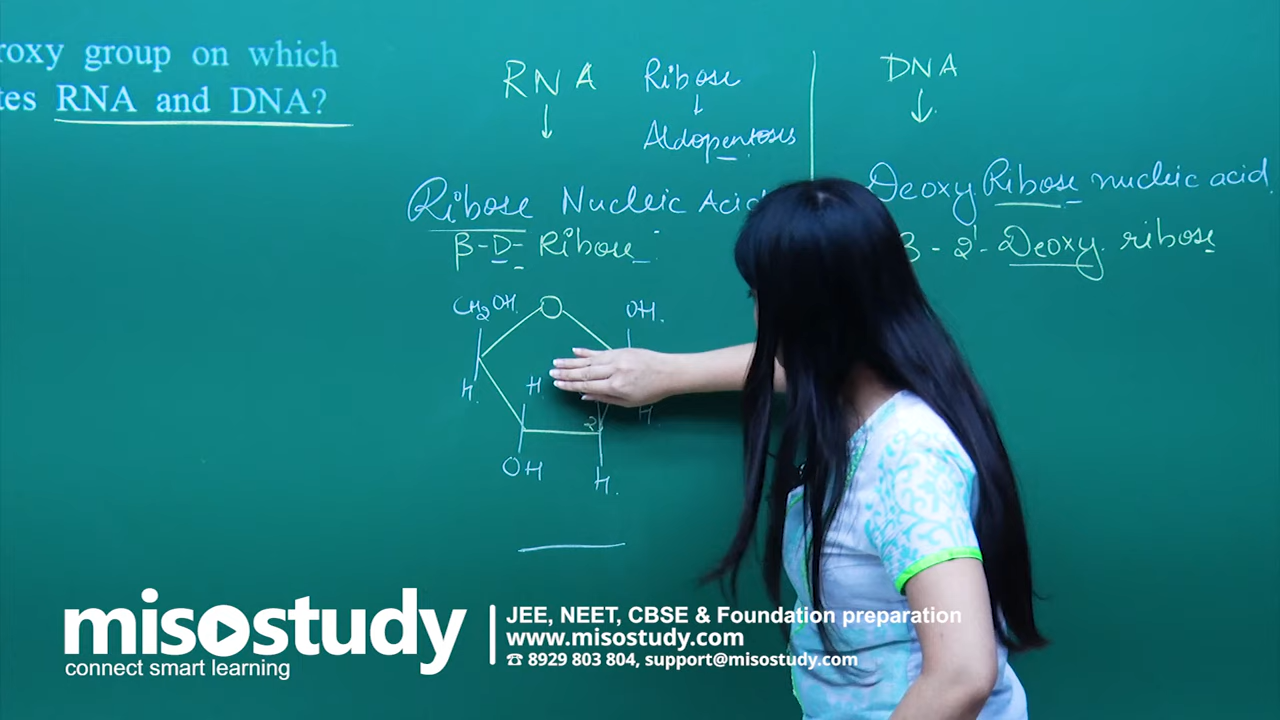 roxy group on which
tes RNA and DNA?
RNA
Ribose
Aldopentosis
Ribose Nucleic Acid
β-D- Ribose
CH₂OH
O
OH
H
H
H
2
OH
H
DNA
Deoxy Ribose nucleic acid
β - 2' - Deoxy ribose
misostudy
connect smart learning
JEE, NEET, CBSE & Foundation preparation
www.misostudy.com
☎ 8929 803 804, support@misostudy.com